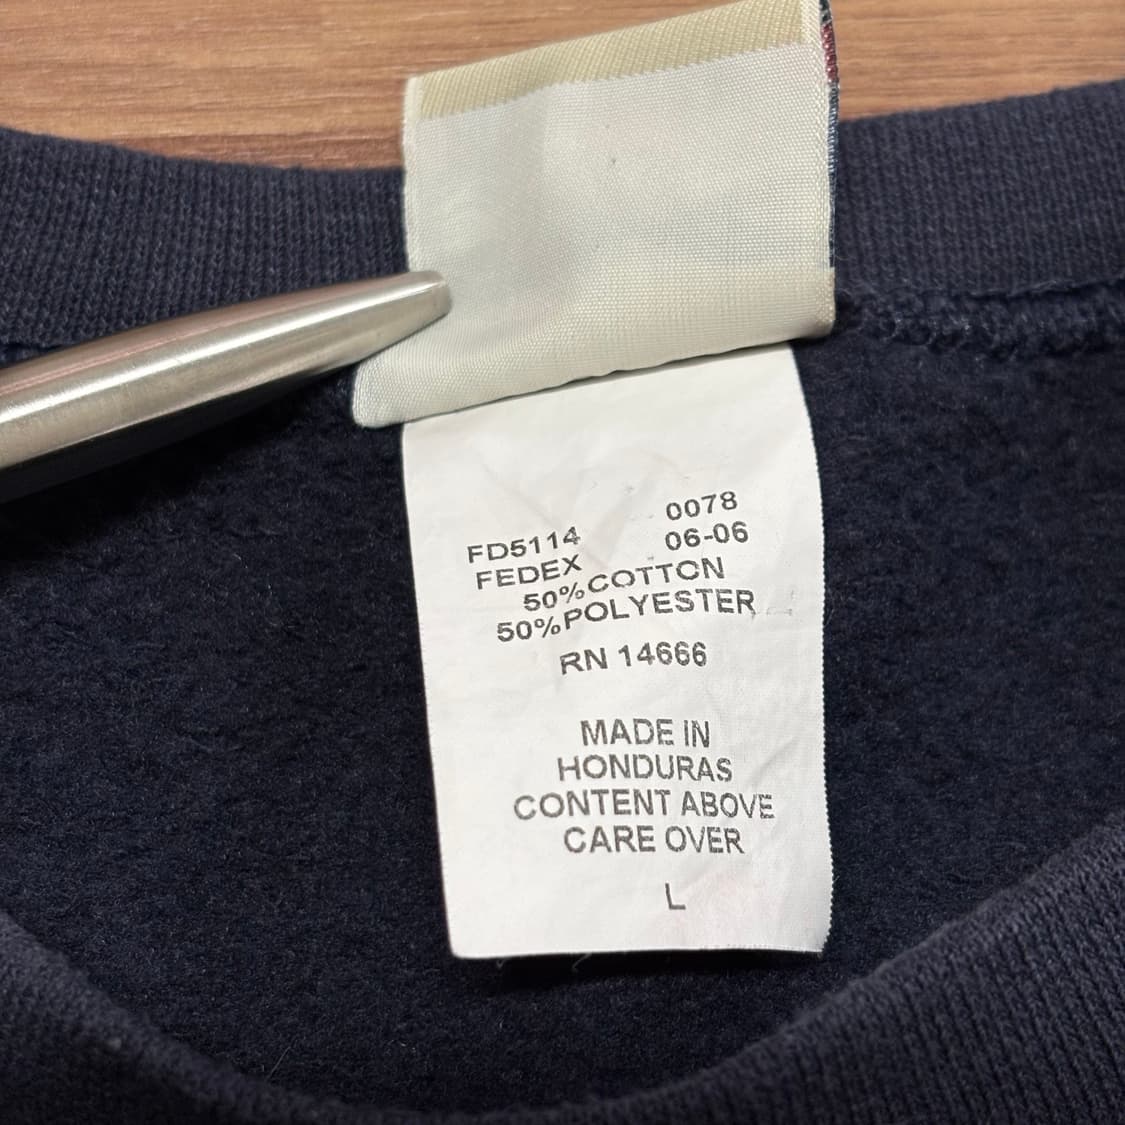 FD5114 0078
FEDEX 06-06
50%COTTON
50%POLYESTER
RN 14666
MADE IN
HONDURAS
CONTENT ABOVE
CARE OVER
L